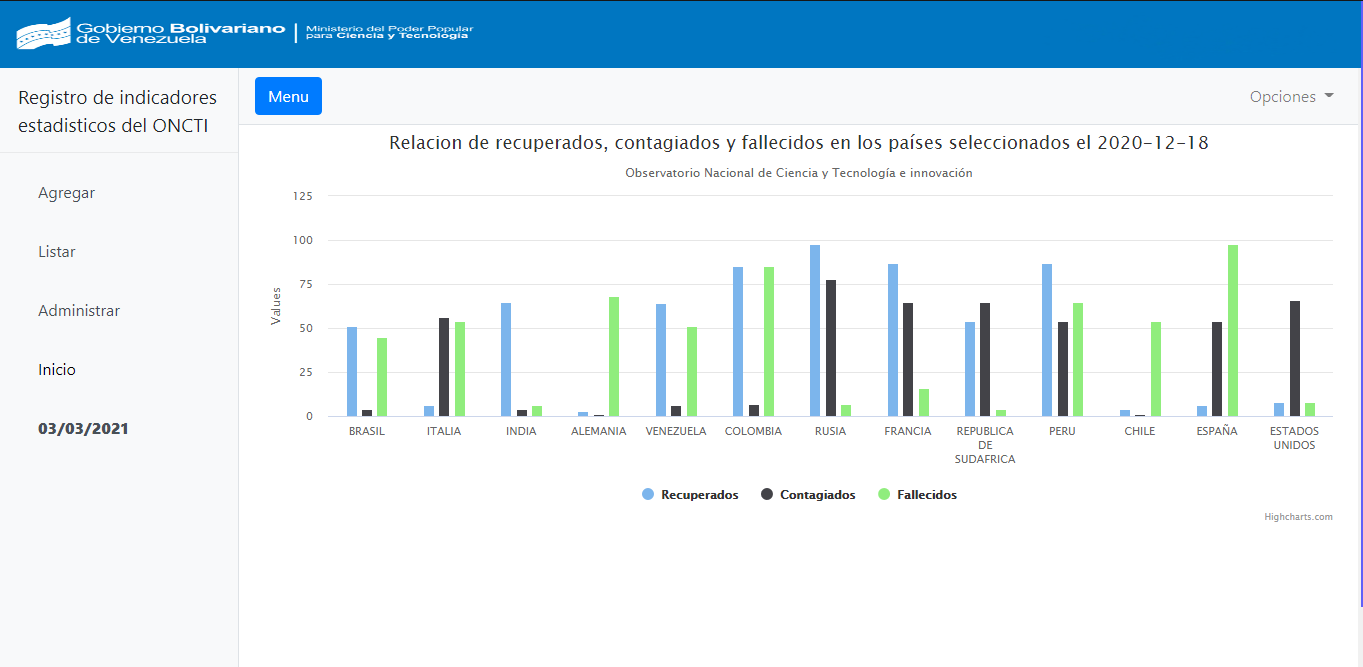 Gobierno Bolivariano
de Venezuela
Ministerio del Poder Popular
para Ciencia y Tecnología
Registro de indicadores
estadisticos del ONCTI
Menu
Opciones
Agregar
Listar
Administrar
Inicio
03/03/2021
Relacion de recuperados, contagiados y fallecidos en los países seleccionados el 2020-12-18
Observatorio Nacional de Ciencia y Tecnología e innovación
Values
125
100
75
50
25
0
BRASIL
ITALIA
INDIA
ALEMANIA
VENEZUELA
COLOMBIA
RUSIA
FRANCIA
REPUBLICA
DE
SUDAFRICA
PERU
CHILE
ESPAÑA
ESTADOS
UNIDOS
Recuperados
Contagiados
Fallecidos
Highcharts.com